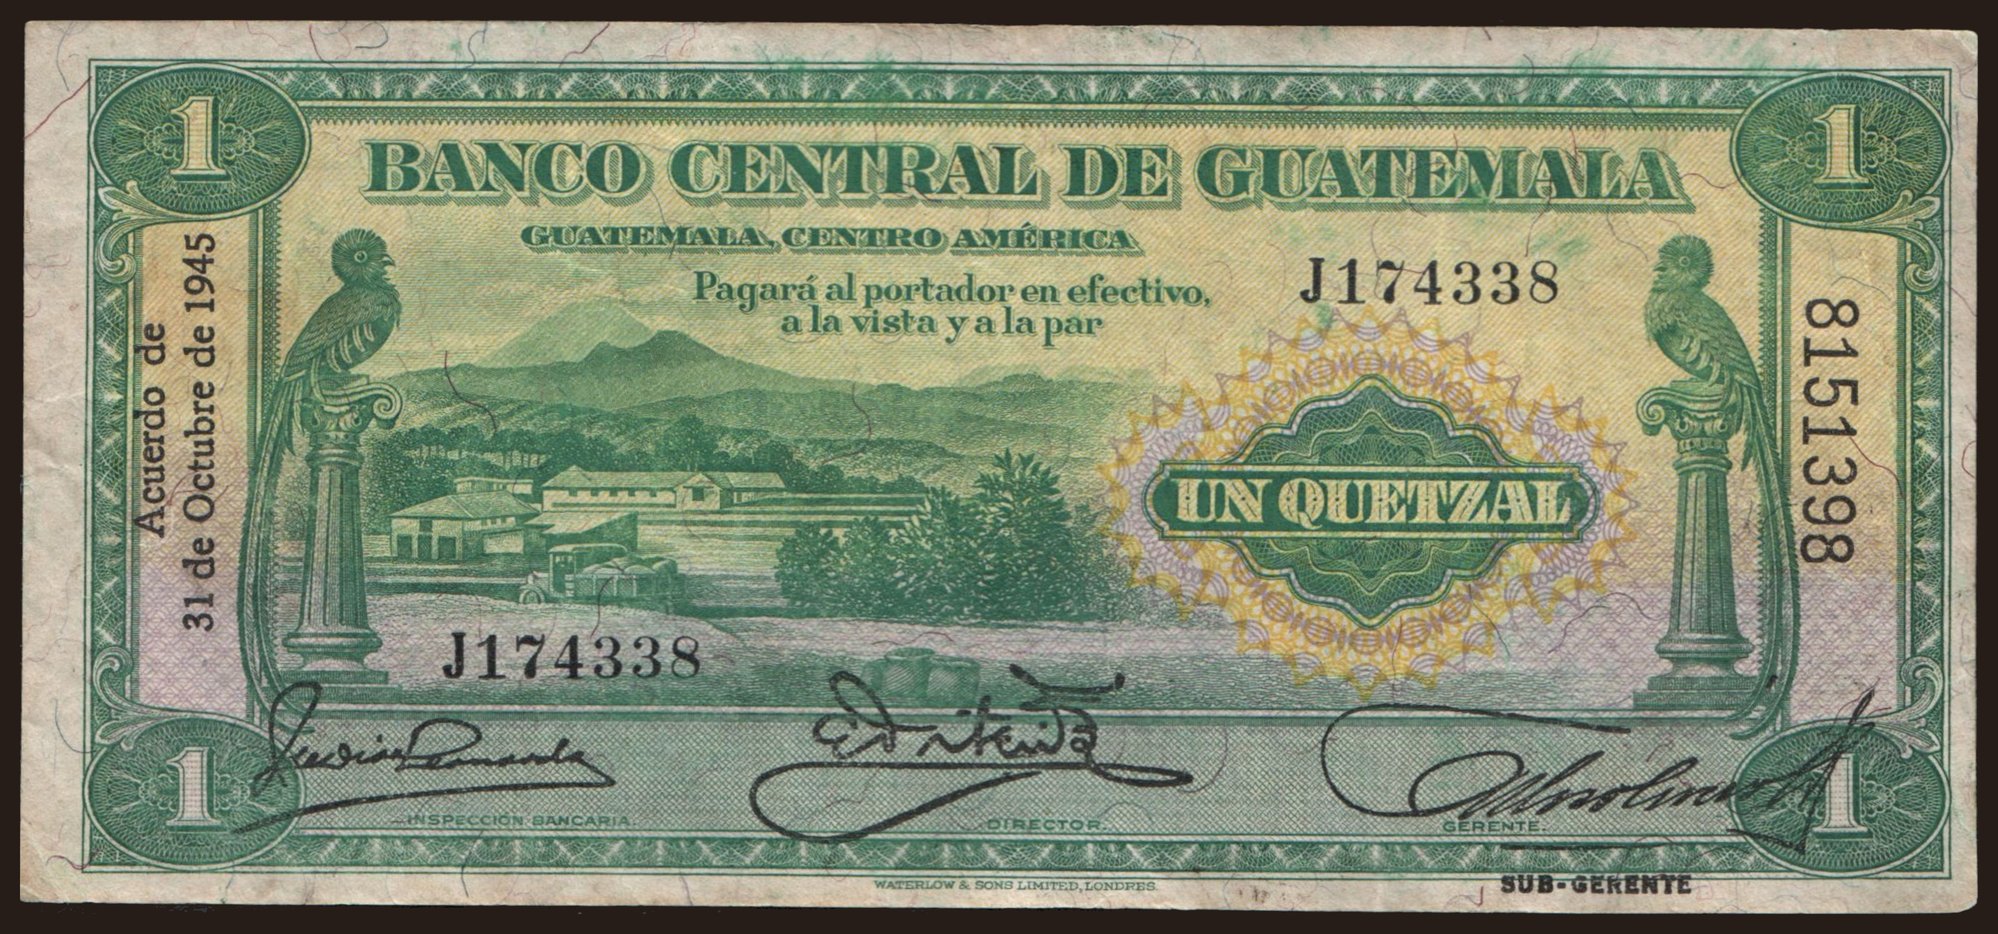 1
1
BANCO CENTRAL DE GUATEMALA
GUATEMALA, CENTRO AMÉRICA
Pagará al portador en efectivo,
a la vista y a la par
J174338
Acuerdo de
31 de Octubre de 1945
8151398
UN QUETZAL
J174338
1
1
INSPECCIÓN BANCARIA.
DIRECTOR.
GERENTE.
WATERLOW & SONS LIMITED, LONDRES.
SUB-GERENTE